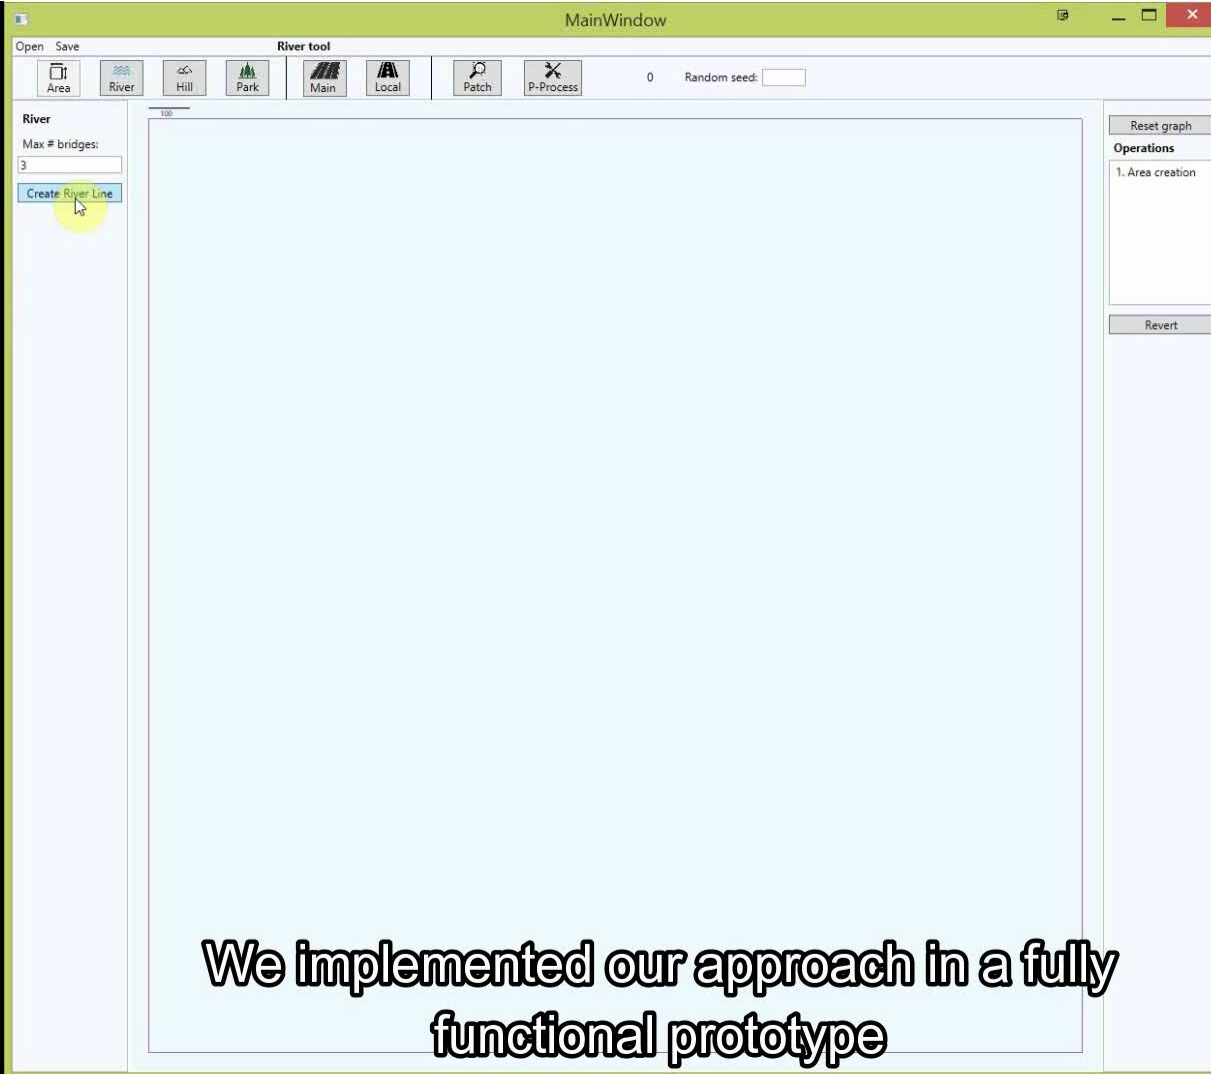 MainWindow
Open Save River tool
Area River Hill Park Main Local Patch P-Process 0 Random seed:
River
Max # bridges:
3
Create River Line
100
Reset graph
Operations
1. Area creation
Revert
We implemented our approach in a fully
functional prototype